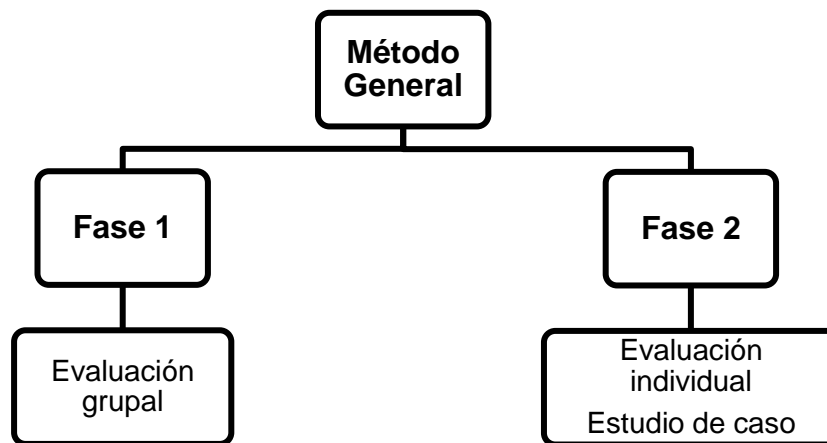 Método
General
Fase 1
Fase 2
Evaluación
grupal
Evaluación
individual
Estudio de caso